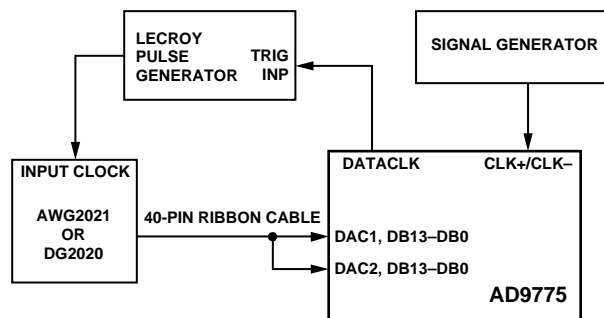 LECROY
PULSE
GENERATOR
TRIG
INP
SIGNAL GENERATOR
INPUT CLOCK
AWG2021
OR
DG2020
40-PIN RIBBON CABLE
DATACLK
CLK+/CLK–
DAC1, DB13–DB0
DAC2, DB13–DB0
AD9775